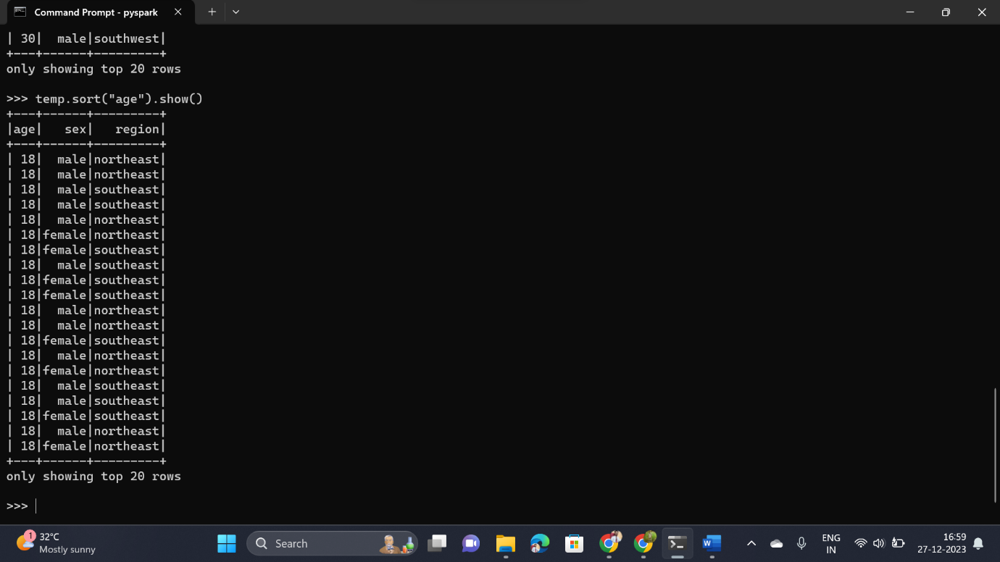 Command Prompt - pyspark
| 30|  male|southwest|
+---+------+---------+
only showing top 20 rows
>>> temp.sort("age").show()
+---+------+---------+
|age|   sex|   region|
+---+------+---------+
| 18|  male|northeast|
| 18|  male|northeast|
| 18|  male|southeast|
| 18|  male|southeast|
| 18|  male|northeast|
| 18|female|northeast|
| 18|female|southeast|
| 18|  male|southeast|
| 18|female|southeast|
| 18|female|southeast|
| 18|  male|northeast|
| 18|  male|northeast|
| 18|female|southeast|
| 18|  male|northeast|
| 18|female|northeast|
| 18|  male|southeast|
| 18|  male|southeast|
| 18|female|southeast|
| 18|  male|northeast|
| 18|female|northeast|
+---+------+---------+
only showing top 20 rows
>>>
1
32°C
Mostly sunny
Search
W
ENG
IN
16:59
27-12-2023